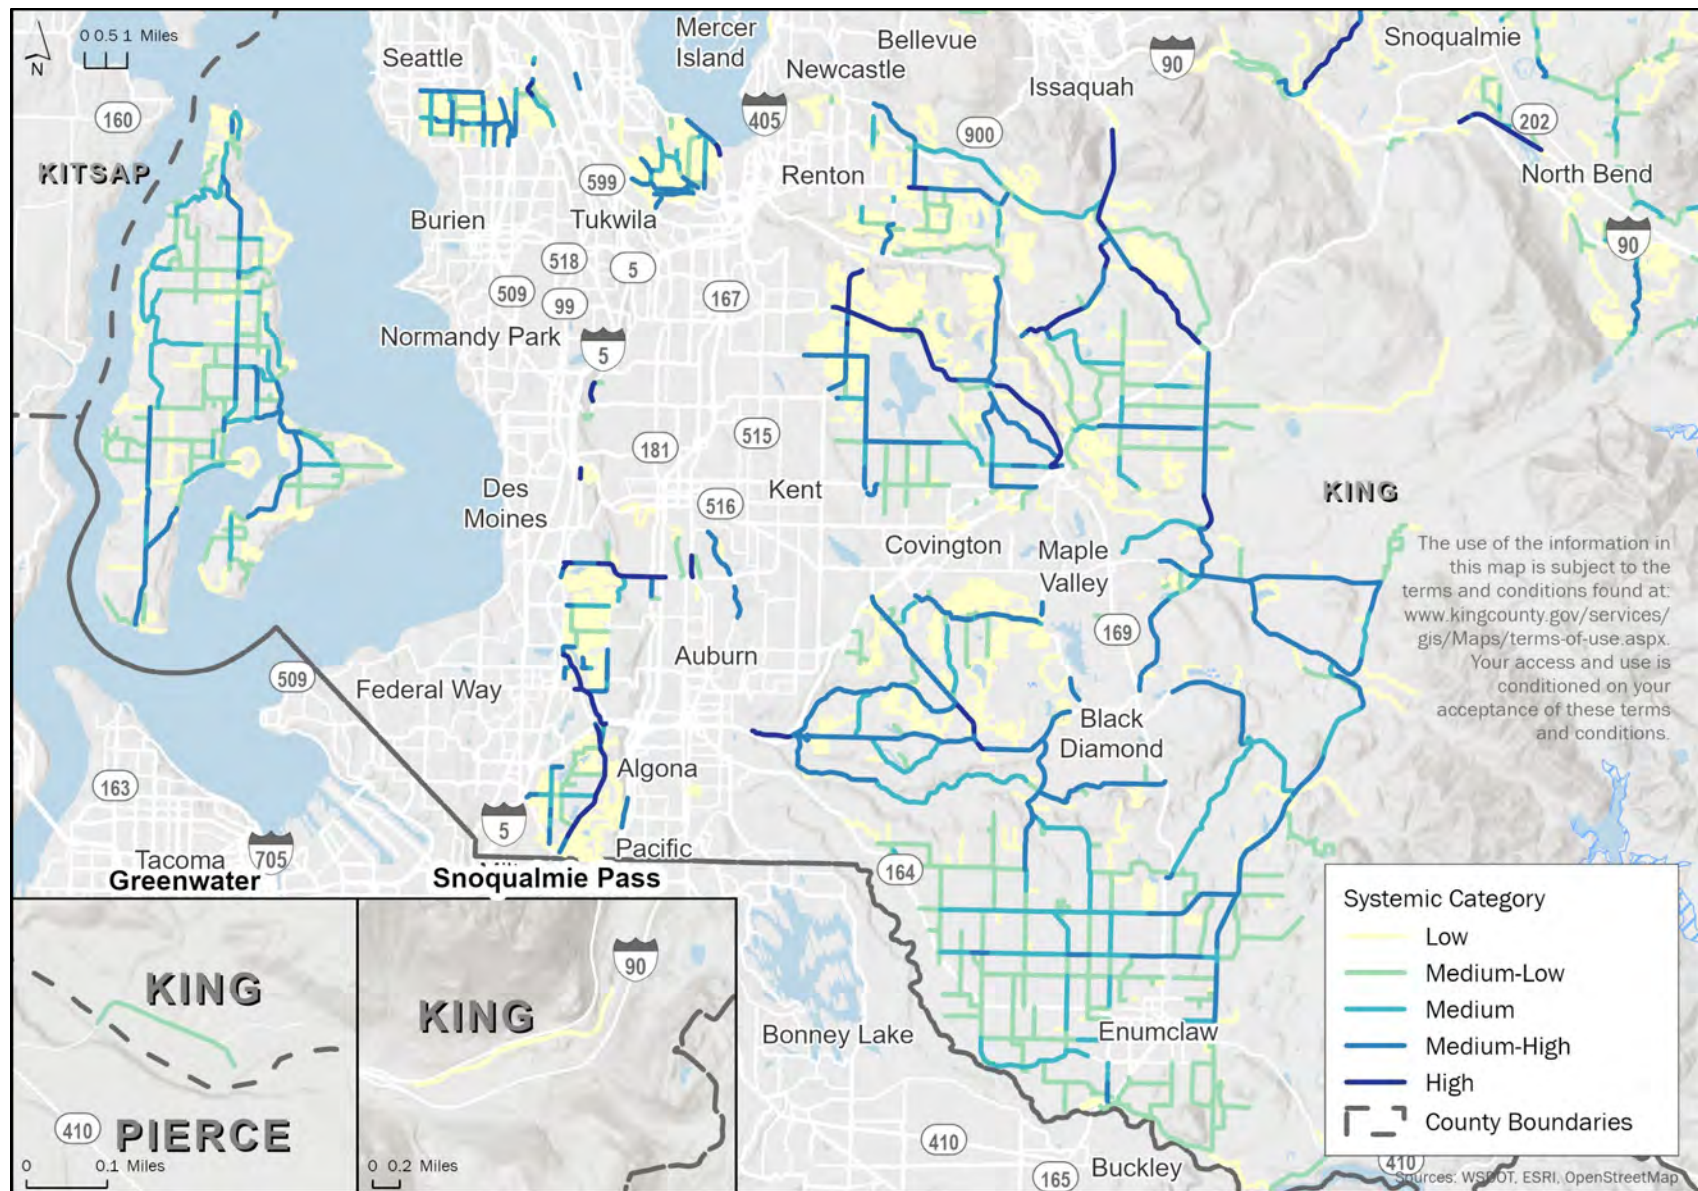 0 0.5 1 Miles
N
Seattle
Mercer
Island
Bellevue
Newcastle
Issaquah
90
Snoqualmie
160
405
900
202
KITSAP
599
Renton
North Bend
Burien
Tukwila
90
518
5
509
99
167
Normandy Park
5
181
515
Des
Moines
Kent
516
KING
Covington
Maple
Valley
The use of the information in
this map is subject to the
terms and conditions found at:
www.kingcounty.gov/services/
gis/Maps/terms-of-use.aspx.
Your access and use is
conditioned on your
acceptance of these terms
and conditions.
169
Auburn
509
Federal Way
Black
Diamond
Algona
163
5
Pacific
Tacoma
705
164
Greenwater
Snoqualmie Pass
KING
410
PIERCE
0 0.1 Miles
90
KING
0 0.2 Miles
Bonney Lake
Enumclaw
410
165
Buckley
410
Systemic Category
Low
Medium-Low
Medium
Medium-High
High
County Boundaries
Sources: WSDOT, ESRI, OpenStreetMap